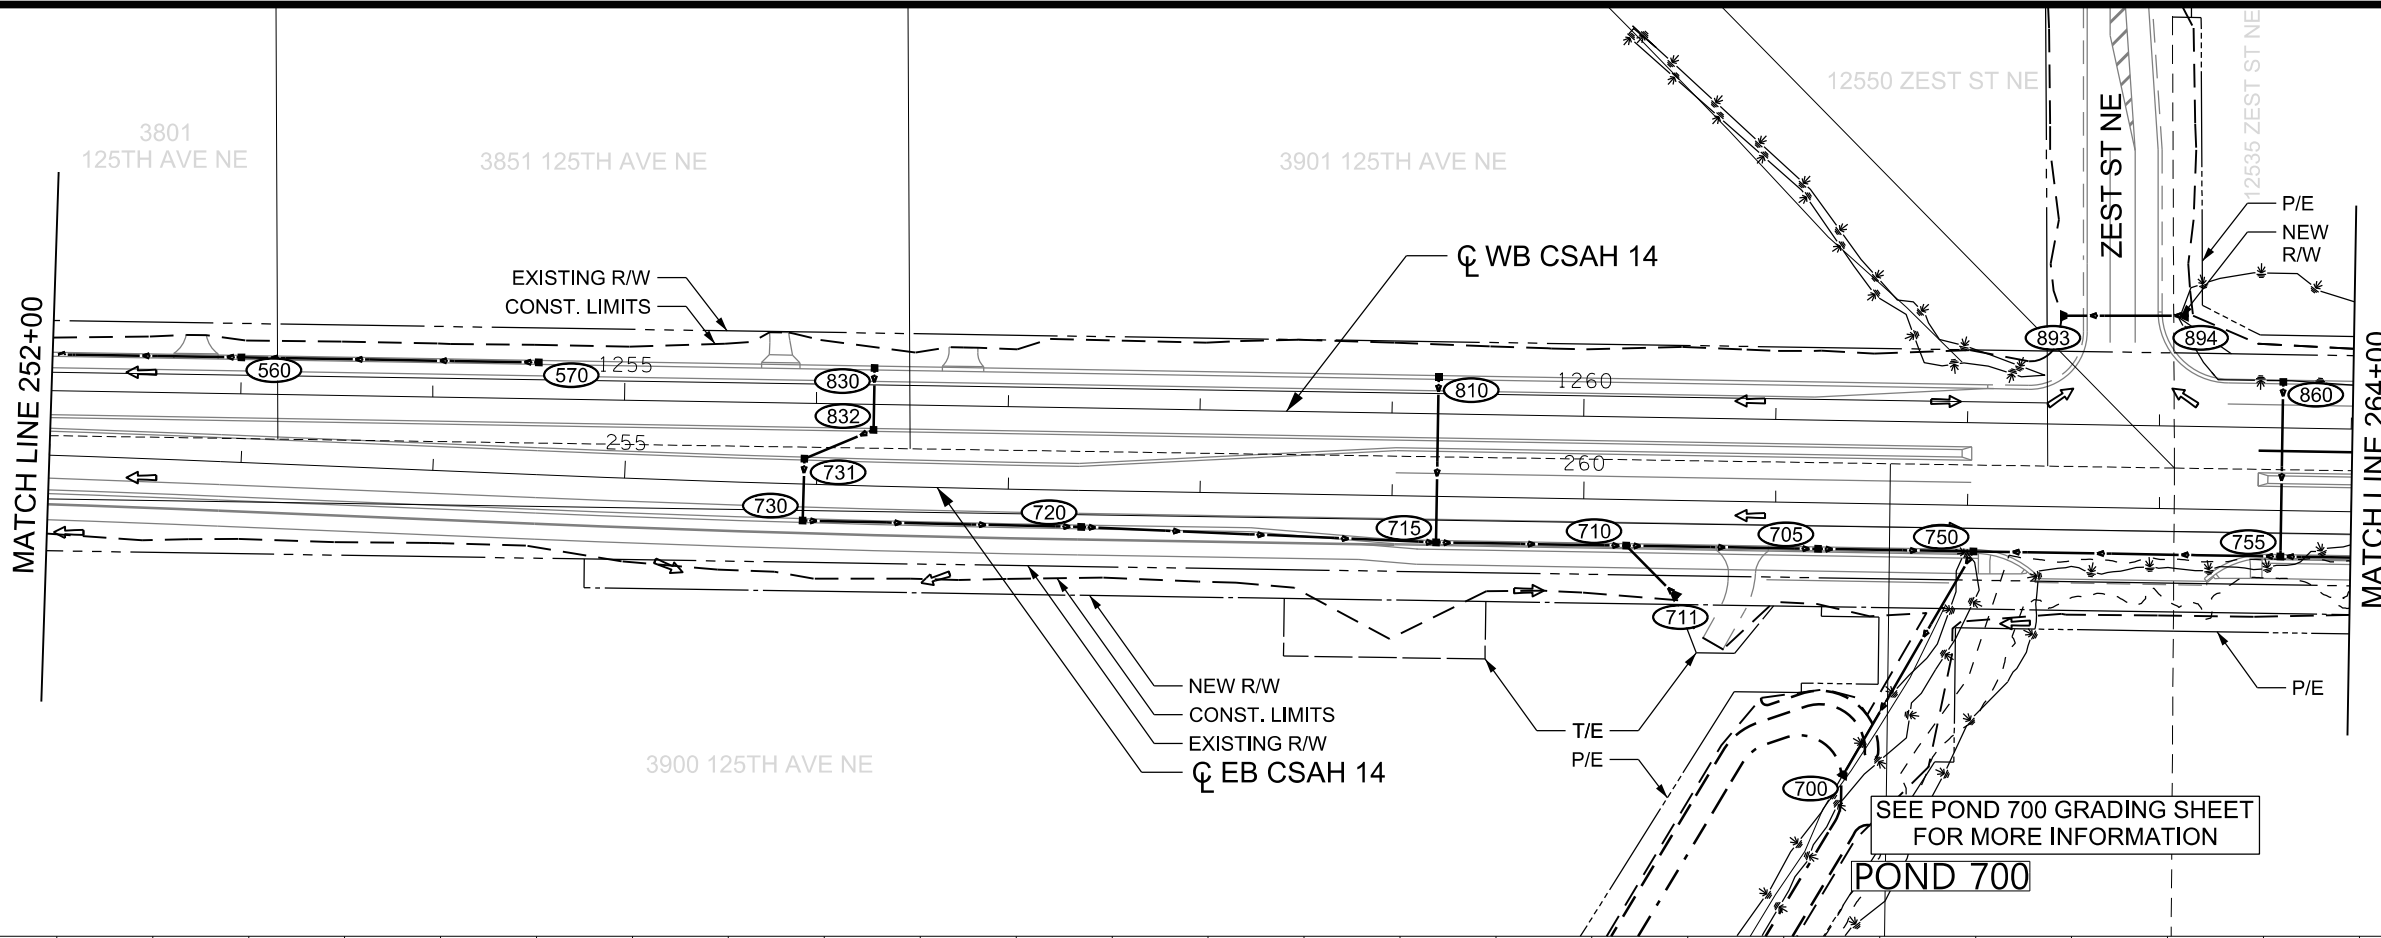 3801
125TH AVE NE
3851 125TH AVE NE
3901 125TH AVE NE
12550 ZEST ST NE
ZEST ST NE
12535 ZEST ST NE
P/E
NEW
R/W
EXISTING R/W
CONST. LIMITS
℄ WB CSAH 14
MATCH LINE 252+00
MATCH LINE 264+00
560
570
1255
830
832
810
1260
893
894
860
255
731
260
730
720
715
710
705
750
755
711
NEW R/W
CONST. LIMITS
EXISTING R/W
℄ EB CSAH 14
T/E
P/E
P/E
3900 125TH AVE NE
700
SEE POND 700 GRADING SHEET
FOR MORE INFORMATION
POND 700